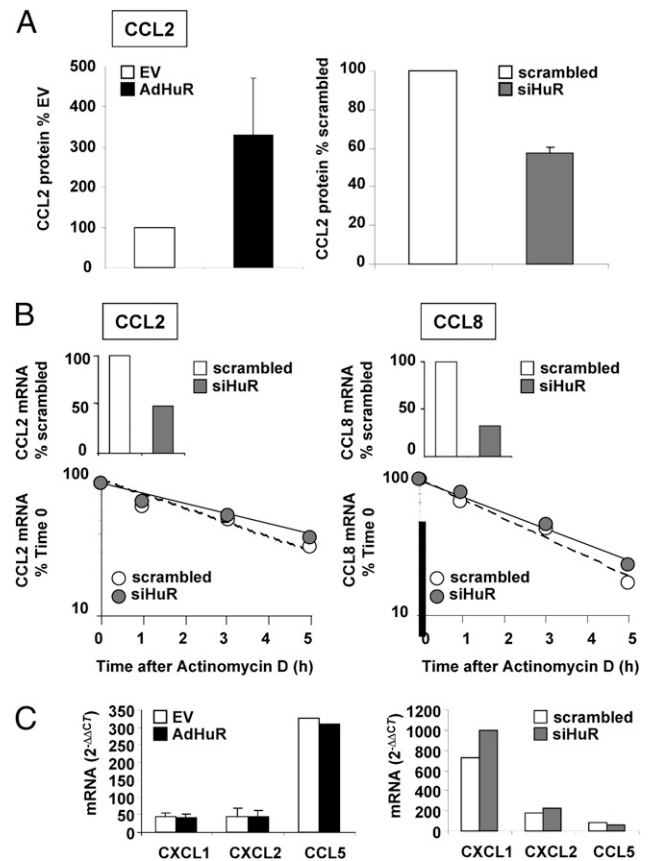 A
CCL2
CCL2 protein % EV
500
400
300
200
100
0
EV
AdHuR
CCL2 protein % scrambled
100
80
60
40
20
0
scrambled
siHuR
B
CCL2
CCL2 mRNA
% scrambled
100
50
0
scrambled
siHuR
CCL2 mRNA
% Time 0
100
10
scrambled
siHuR
0 1 2 3 4 5
Time after Actinomycin D (h)
CCL8
CCL8 mRNA
% scrambled
100
50
0
scrambled
siHuR
CCL8 mRNA
% Time 0
100
10
scrambled
siHuR
0 1 2 3 4 5
Time after Actinomycin D (h)
C
mRNA (2-ΔΔCT)
350
300
250
200
150
100
50
0
EV
AdHuR
CXCL1 CXCL2 CCL5
mRNA (2-ΔΔCT)
1200
1000
800
600
400
200
0
scrambled
siHuR
CXCL1 CXCL2 CCL5